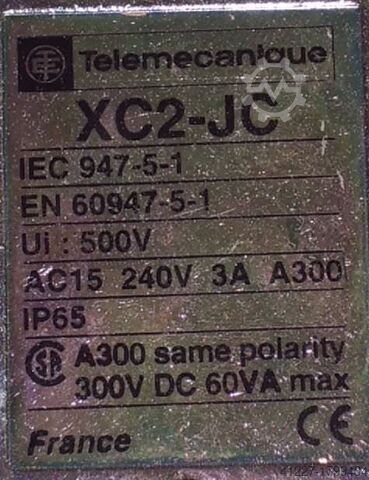 Telemecanique
XC2-JC
IEC 947-5-1
EN 60947-5-1
Ui : 500V
AC15 240V 3A A300
IP65
A300 same polarity
300V DC 60VA max
France CE